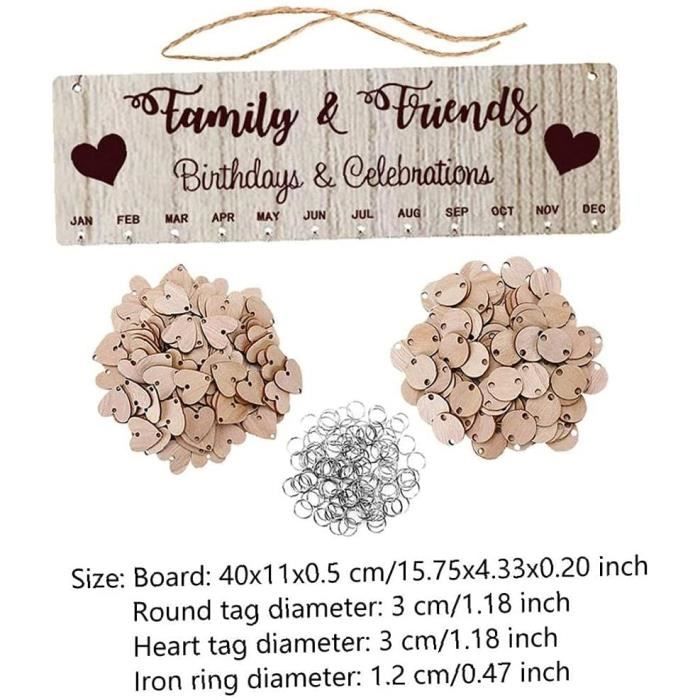 Family & Friends
Birthdays & Celebrations
JAN FEB MAR APR MAY JUN JUL AUG SEP OCT NOV DEC
Size: Board: 40x11x0.5 cm/15.75x4.33x0.20 inch
Round tag diameter: 3 cm/1.18 inch
Heart tag diameter: 3 cm/1.18 inch
Iron ring diameter: 1.2 cm/0.47 inch